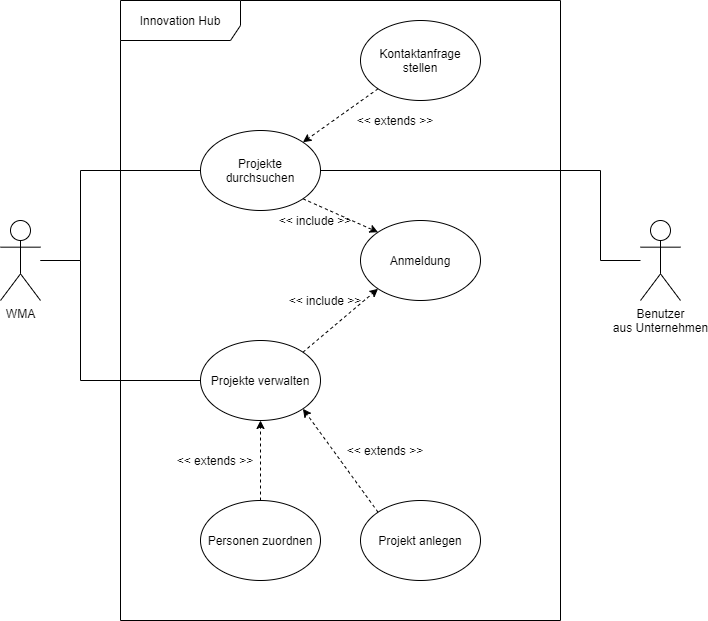 Innovation Hub
Kontaktanfrage
stellen
<< extends >>
Projekte
durchsuchen
<< include >>
Anmeldung
WMA
Benutzer
aus Unternehmen
<< include >>
Projekte verwalten
<< extends >>
<< extends >>
Personen zuordnen
Projekt anlegen